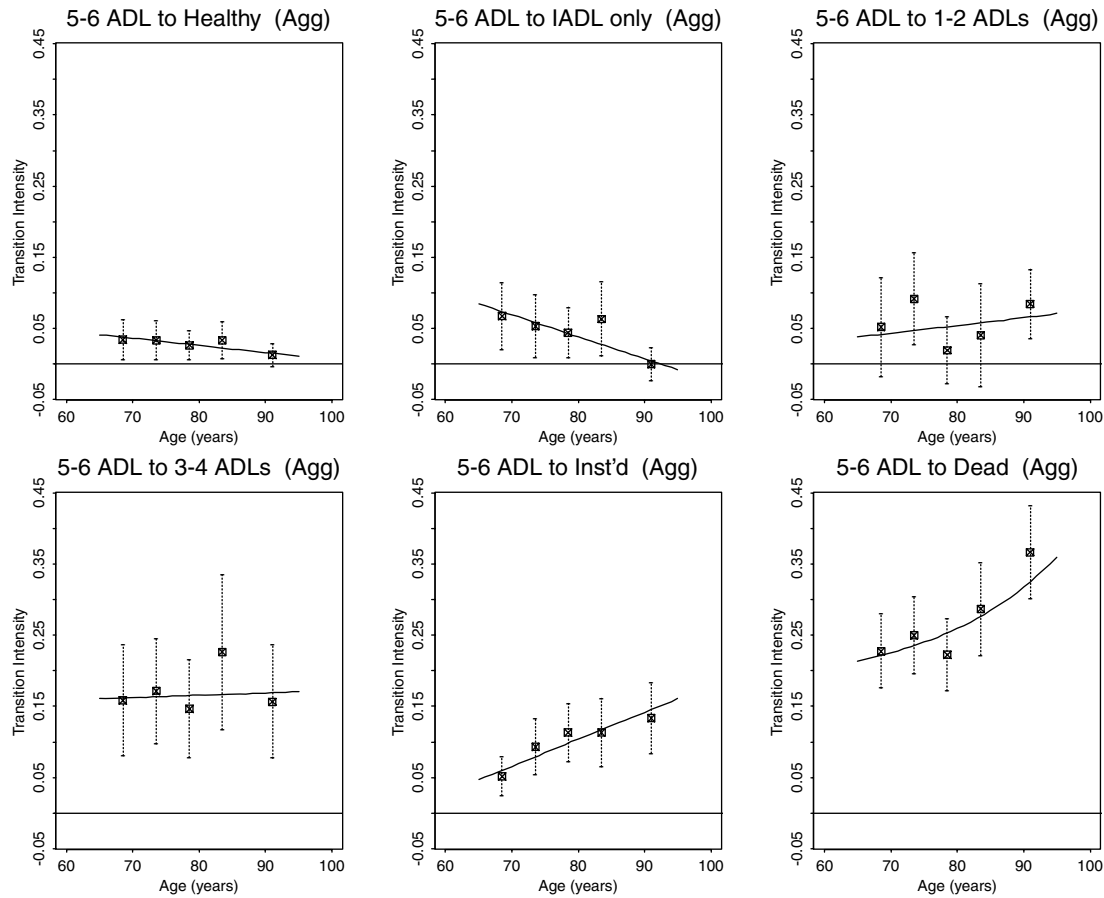 5-6 ADL to Healthy (Agg)
Transition Intensity
-0.05 0.05 0.15 0.25 0.35 0.45
60 70 80 90 100
Age (years)
5-6 ADL to IADL only (Agg)
Transition Intensity
-0.05 0.05 0.15 0.25 0.35 0.45
60 70 80 90 100
Age (years)
5-6 ADL to 1-2 ADLs (Agg)
Transition Intensity
-0.05 0.05 0.15 0.25 0.35 0.45
60 70 80 90 100
Age (years)
5-6 ADL to 3-4 ADLs (Agg)
Transition Intensity
-0.05 0.05 0.15 0.25 0.35 0.45
60 70 80 90 100
Age (years)
5-6 ADL to Inst'd (Agg)
Transition Intensity
-0.05 0.05 0.15 0.25 0.35 0.45
60 70 80 90 100
Age (years)
5-6 ADL to Dead (Agg)
Transition Intensity
-0.05 0.05 0.15 0.25 0.35 0.45
60 70 80 90 100
Age (years)